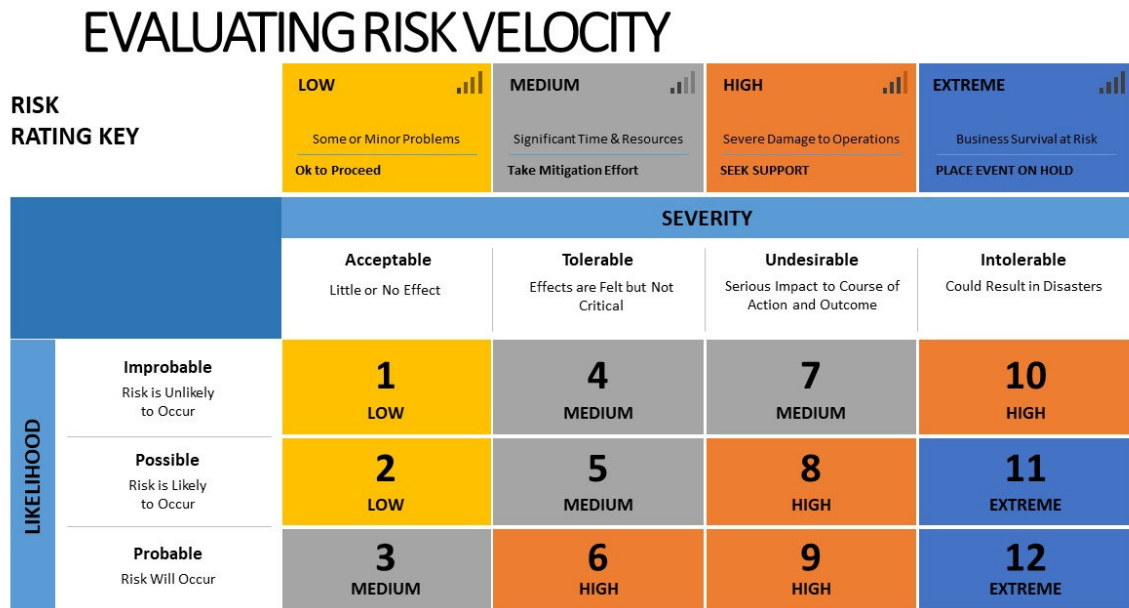 EVALUATING RISK VELOCITY
RISK
RATING KEY
LOW
Some or Minor Problems
Ok to Proceed
MEDIUM
Significant Time & Resources
Take Mitigation Effort
HIGH
Severe Damage to Operations
SEEK SUPPORT
EXTREME
Business Survival at Risk
PLACE EVENT ON HOLD
SEVERITY
Acceptable
Little or No Effect
Tolerable
Effects are Felt but Not
Critical
Undesirable
Serious Impact to Course of
Action and Outcome
Intolerable
Could Result in Disasters
LIKELIHOOD
Improbable
Risk is Unlikely
to Occur
1
LOW
4
MEDIUM
7
MEDIUM
10
HIGH
Possible
Risk is Likely
to Occur
2
LOW
5
MEDIUM
8
HIGH
11
EXTREME
Probable
Risk Will Occur
3
MEDIUM
6
HIGH
9
HIGH
12
EXTREME